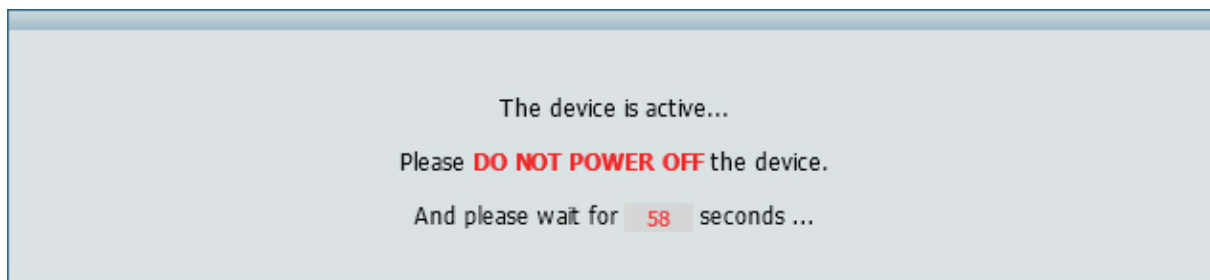 The device is active...
Please DO NOT POWER OFF the device.
And please wait for 58 seconds ...